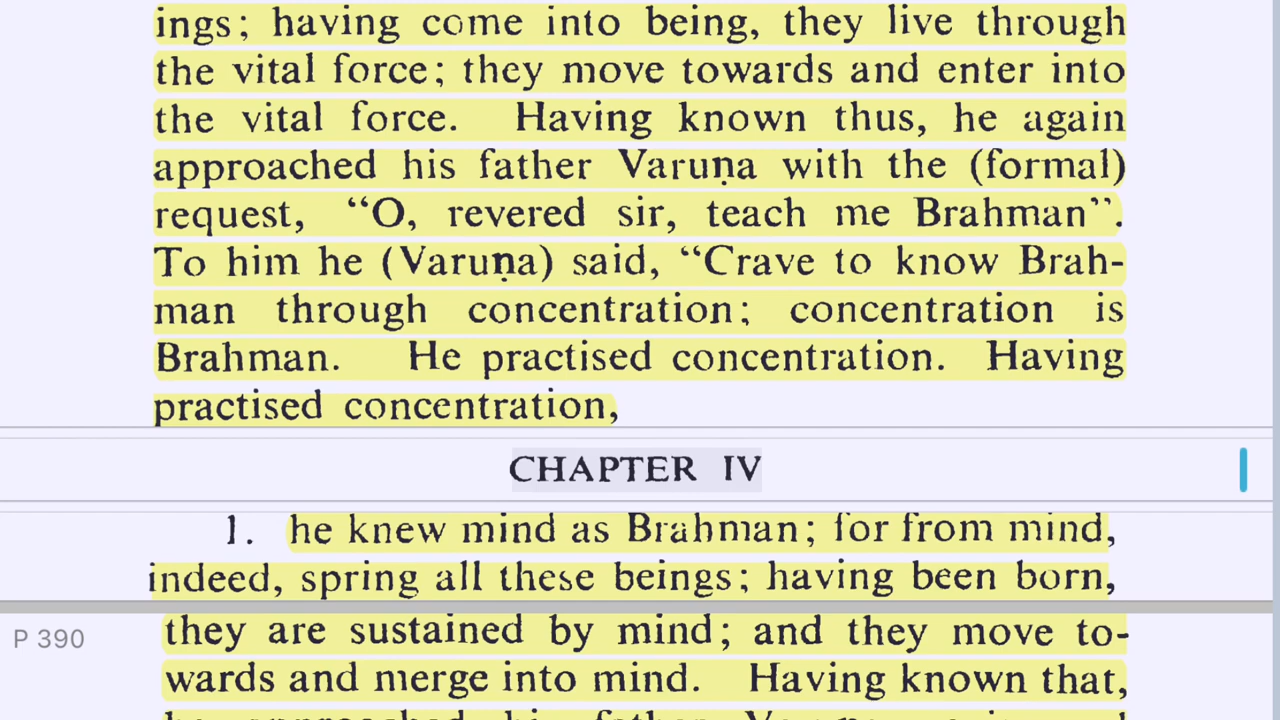 ings; having come into being, they live through
the vital force; they move towards and enter into
the vital force. Having known thus, he again
approached his father Varuṇa with the (formal)
request, “O, revered sir, teach me Brahman”.
To him he (Varuṇa) said, “Crave to know Brah-
man through concentration; concentration is
Brahman. He practised concentration. Having
practised concentration,
CHAPTER IV
1. he knew mind as Brahman; for from mind,
indeed, spring all these beings; having been born,
P 390
they are sustained by mind; and they move to-
wards and merge into mind. Having known that,